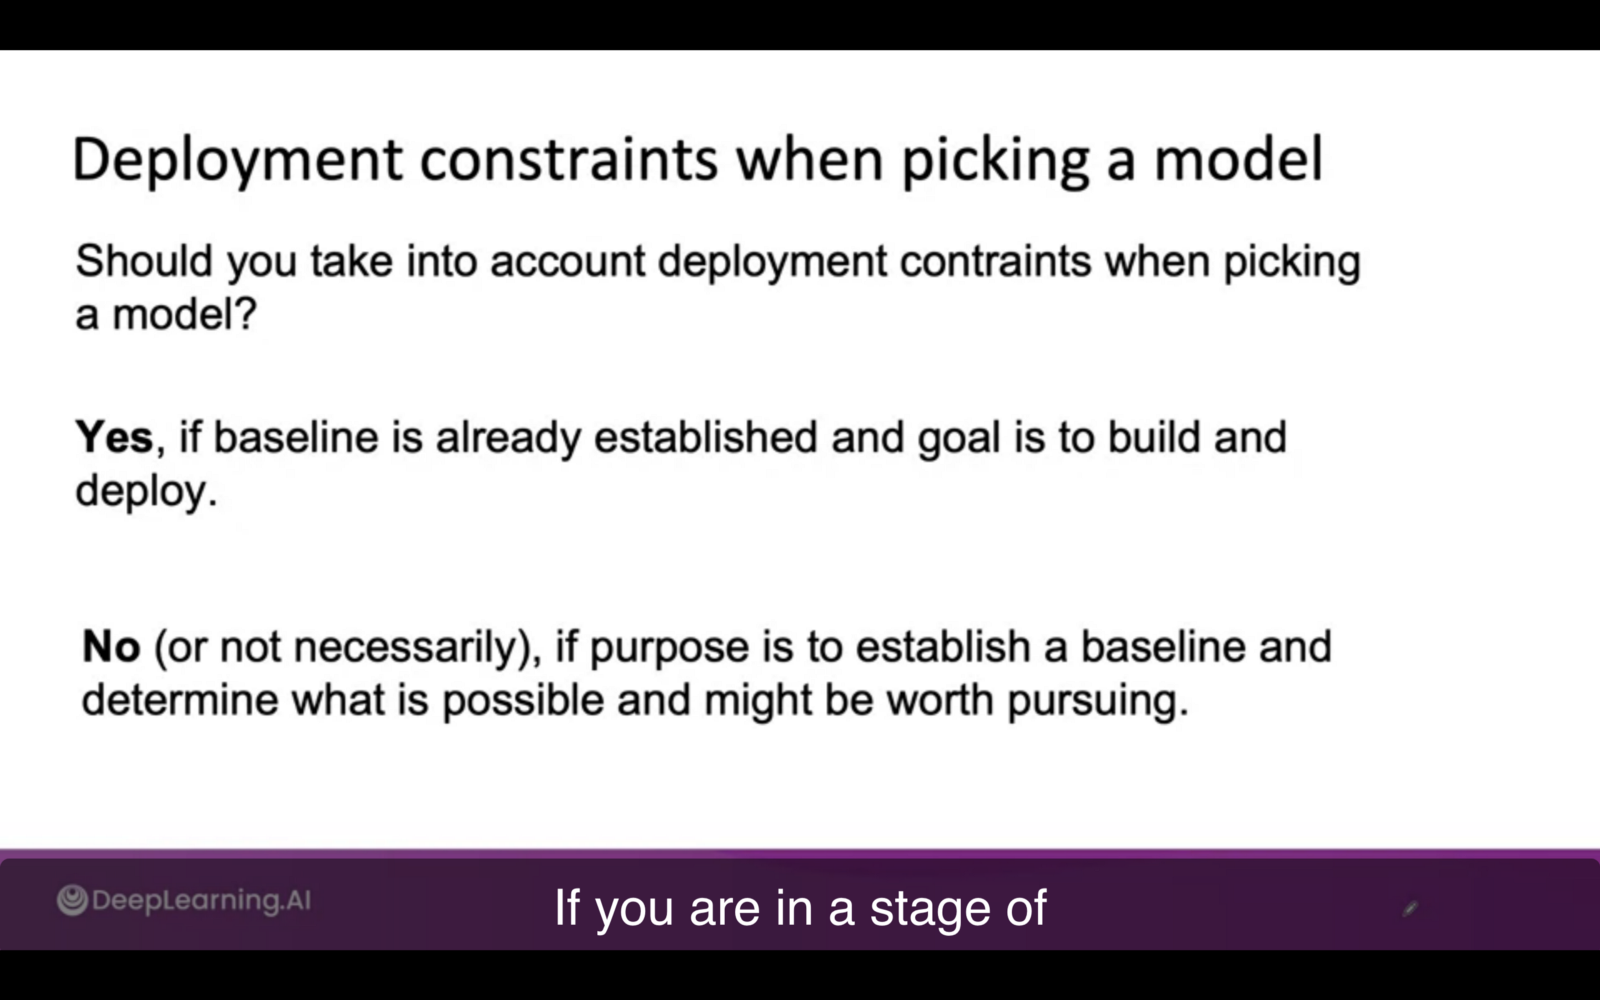 Deployment constraints when picking a model
Should you take into account deployment contraints when picking
a model?
Yes, if baseline is already established and goal is to build and
deploy.
No (or not necessarily), if purpose is to establish a baseline and
determine what is possible and might be worth pursuing.
DeepLearning.AI
If you are in a stage of